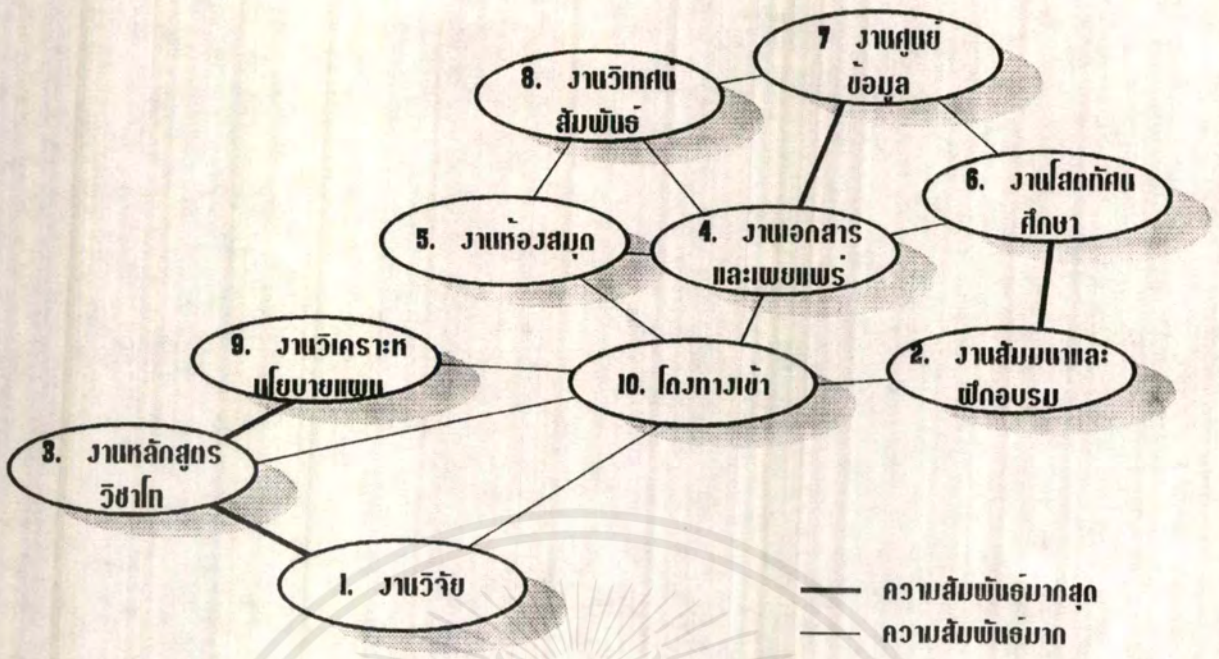 7 งานศูนย์
ข้อมูล
8. งานวิเทศน์
สัมพันธ์
6. งานโสตทัศน
ศึกษา
5. งานห้องสมุด
4. งานเอกสาร
และเผยแพร่
9. งานวิเคราะห
นโยบายแผน
10. โถงทางเข้า
2. งานสัมมนาและ
ฝึกอบรม
3. งานหลักสูตร
วิชาโท
1. งานวิจัย
ความสัมพันธ์มากสุด
ความสัมพันธ์มาก